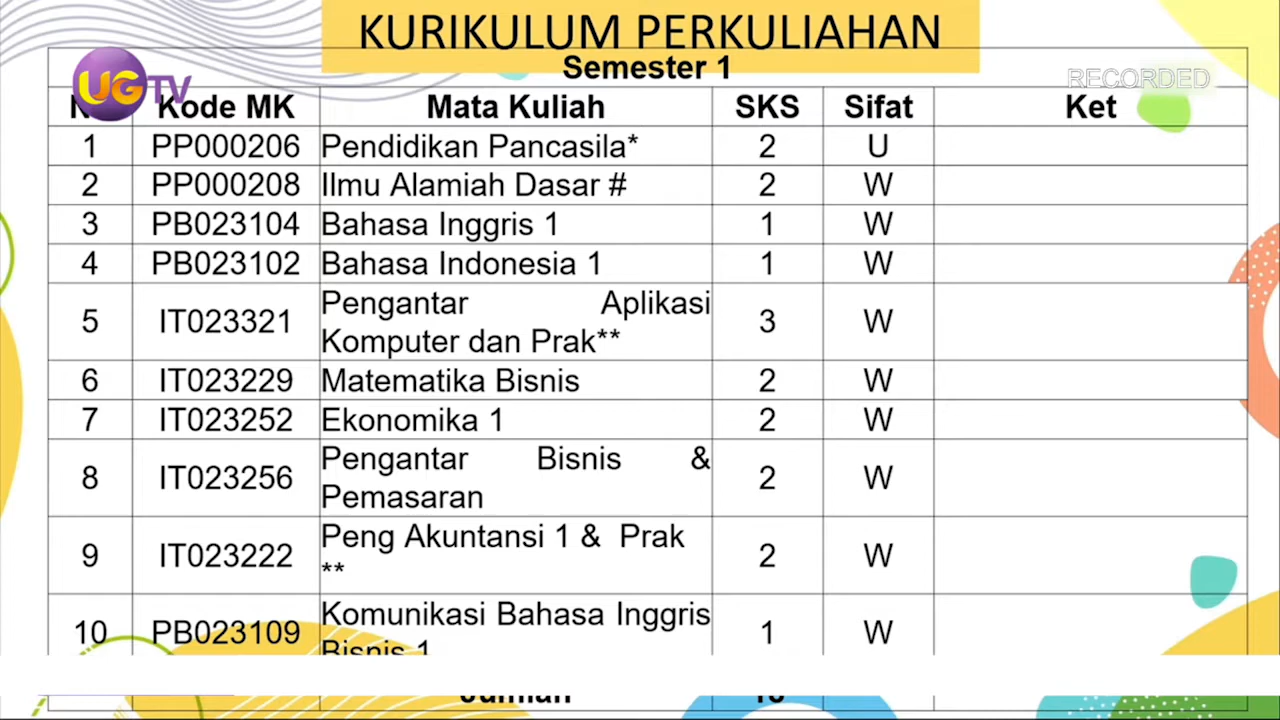 KURIKULUM PERKULIAHAN
Semester 1
UGTV
RECORDED
Kode MK Mata Kuliah SKS Sifat Ket
1 PP000206 Pendidikan Pancasila* 2 U
2 PP000208 Ilmu Alamiah Dasar # 2 W
3 PB023104 Bahasa Inggris 1 1 W
4 PB023102 Bahasa Indonesia 1 1 W
5 IT023321 Pengantar Aplikasi
Komputer dan Prak** 3 W
6 IT023229 Matematika Bisnis 2 W
7 IT023252 Ekonomika 1 2 W
8 IT023256 Pengantar Bisnis &
Pemasaran 2 W
9 IT023222 Peng Akuntansi 1 & Prak
** 2 W
10 PB023109 Komunikasi Bahasa Inggris
Bisnis 1 1 W
Jumlah